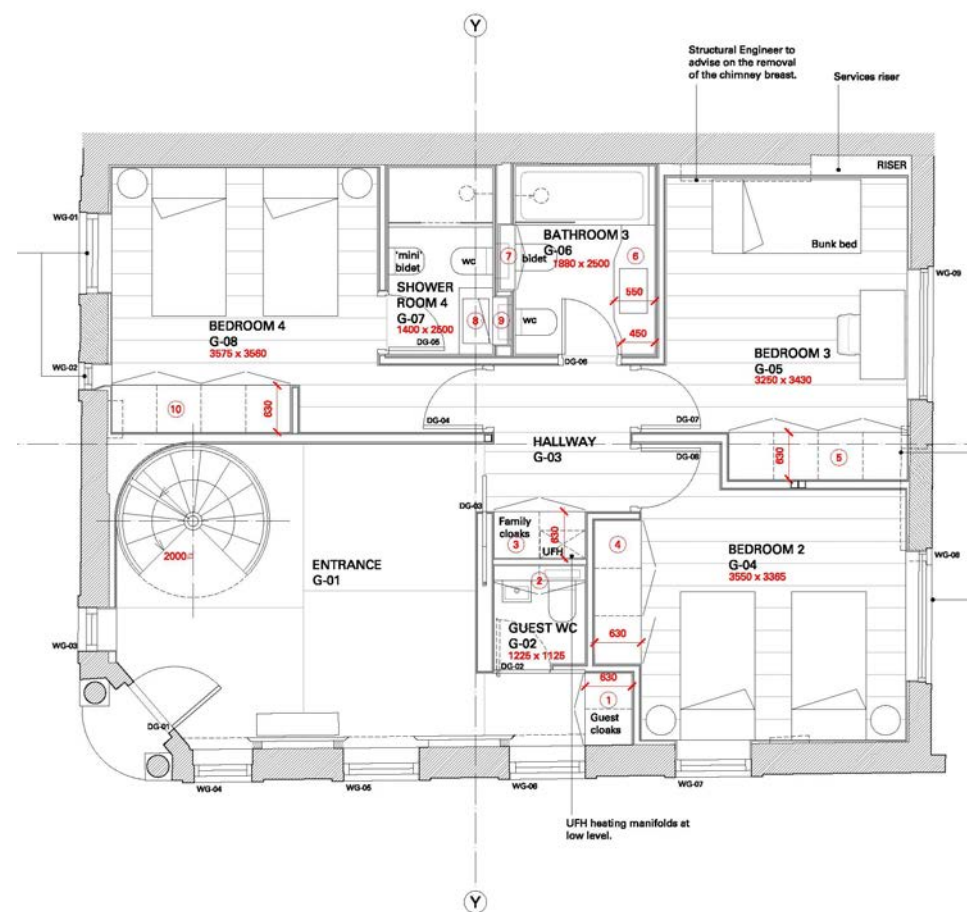 Y
Structural Engineer to
advise on the removal
of the chimney breast.
Services riser
RISER
WG-01
'mini'
bidet
wc
SHOWER
ROOM 4
G-07
1400 x 2500
8
9
DG-05
BATHROOM 3
G-06
1880 x 2500
7
bidet
6
550
450
wc
DG-06
Bunk bed
WG-09
BEDROOM 4
G-08
3575 x 3560
BEDROOM 3
G-05
3250 x 3430
WG-02
10
630
DG-04
DG-07
HALLWAY
G-03
DG-08
630
5
DG-03
Family
cloaks
3
630
UFH
4
2000
ENTRANCE
G-01
BEDROOM 2
G-04
3550 x 3365
WG-08
2
GUEST WC
G-02
1225 x 1125
DG-02
630
WG-03
630
1
Guest
cloaks
DG-01
WG-04
WG-05
WG-06
WG-07
UFH heating manifolds at
low level.
Y